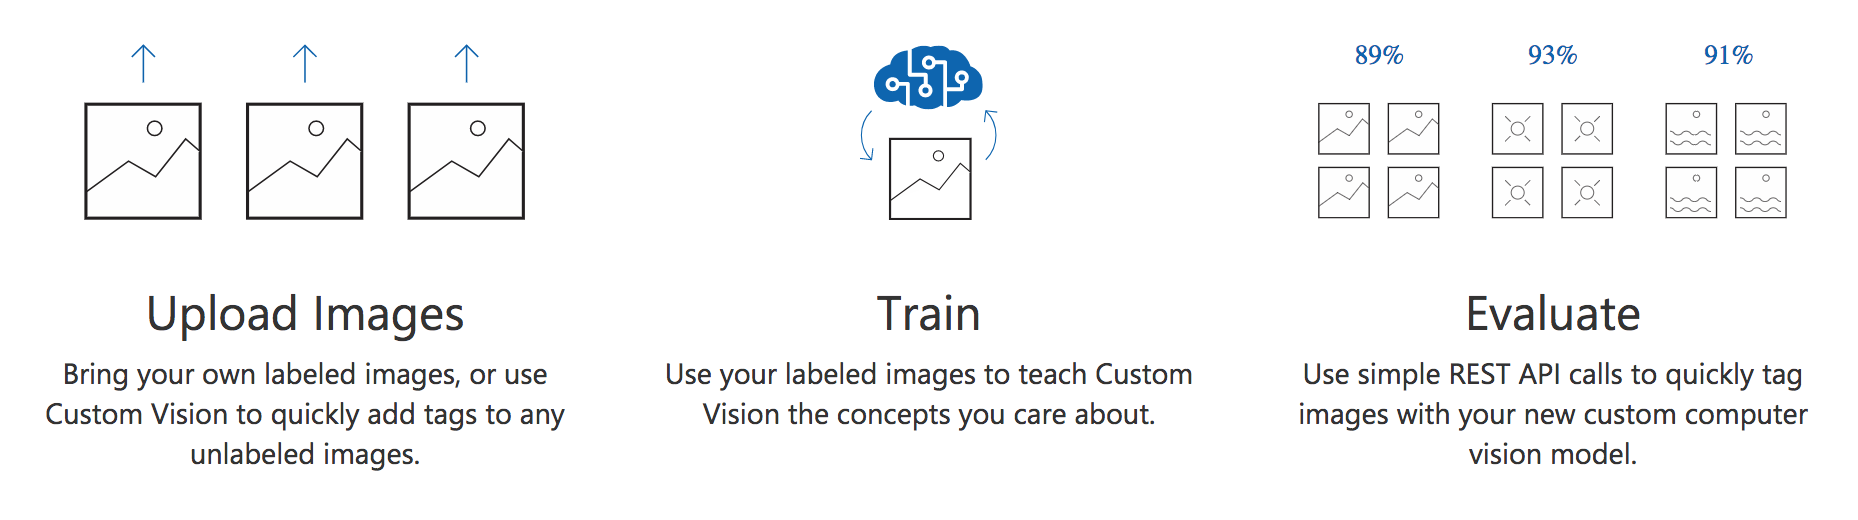 89% 93% 91%
Upload Images
Bring your own labeled images, or use
Custom Vision to quickly add tags to any
unlabeled images.
Train
Use your labeled images to teach Custom
Vision the concepts you care about.
Evaluate
Use simple REST API calls to quickly tag
images with your new custom computer
vision model.